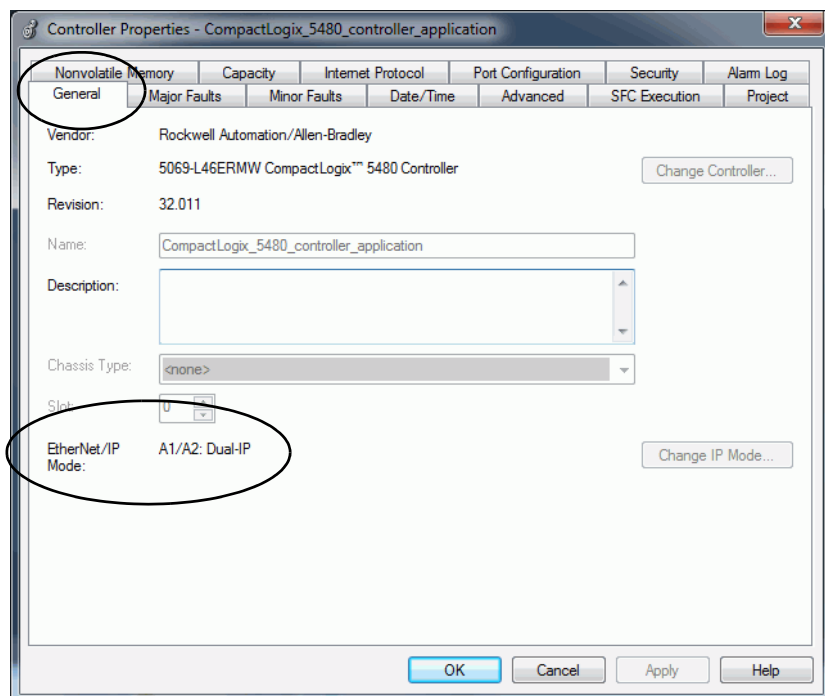 Controller Properties - CompactLogix_5480_controller_application
Nonvolatile Memory Capacity Internet Protocol Port Configuration Security Alarm Log
General Major Faults Minor Faults Date/Time Advanced SFC Execution Project
Vendor: Rockwell Automation/Allen-Bradley
Type: 5069-L46ERMW CompactLogix™ 5480 Controller Change Controller...
Revision: 32.011
Name: CompactLogix_5480_controller_application
Description:
Chassis Type: <none>
Slot: 0
EtherNet/IP Mode: A1/A2: Dual-IP Change IP Mode...
OK Cancel Apply Help